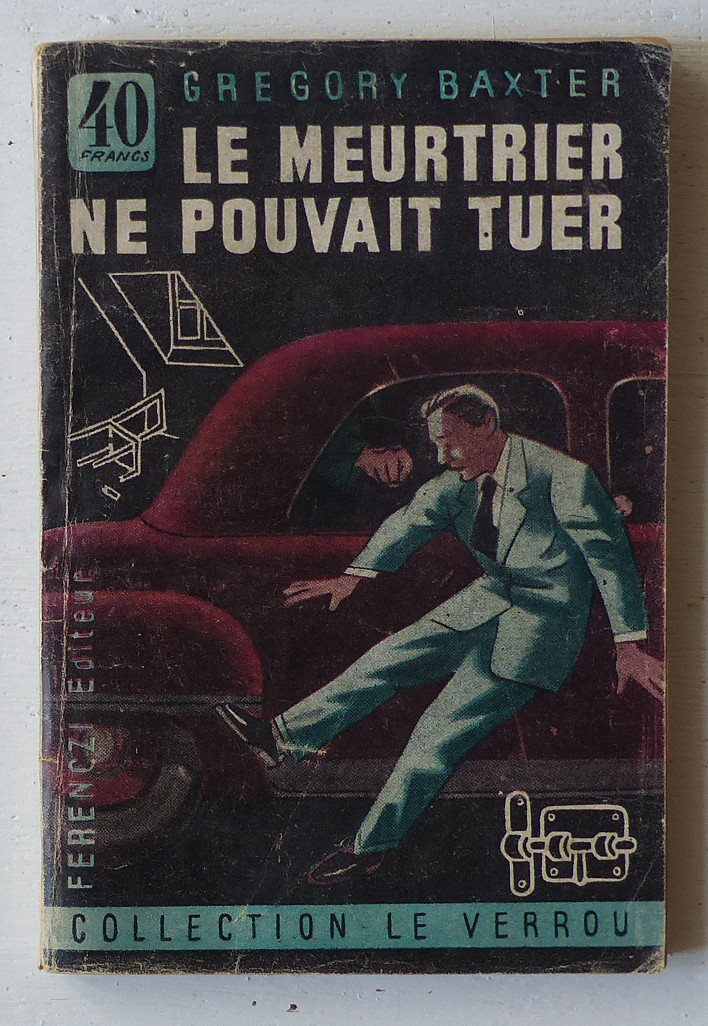 40
FRANCS
GREGORY BAXTER
LE MEURTRIER
NE POUVAIT TUER
FERENCZI Editeur
COLLECTION LE VERROU